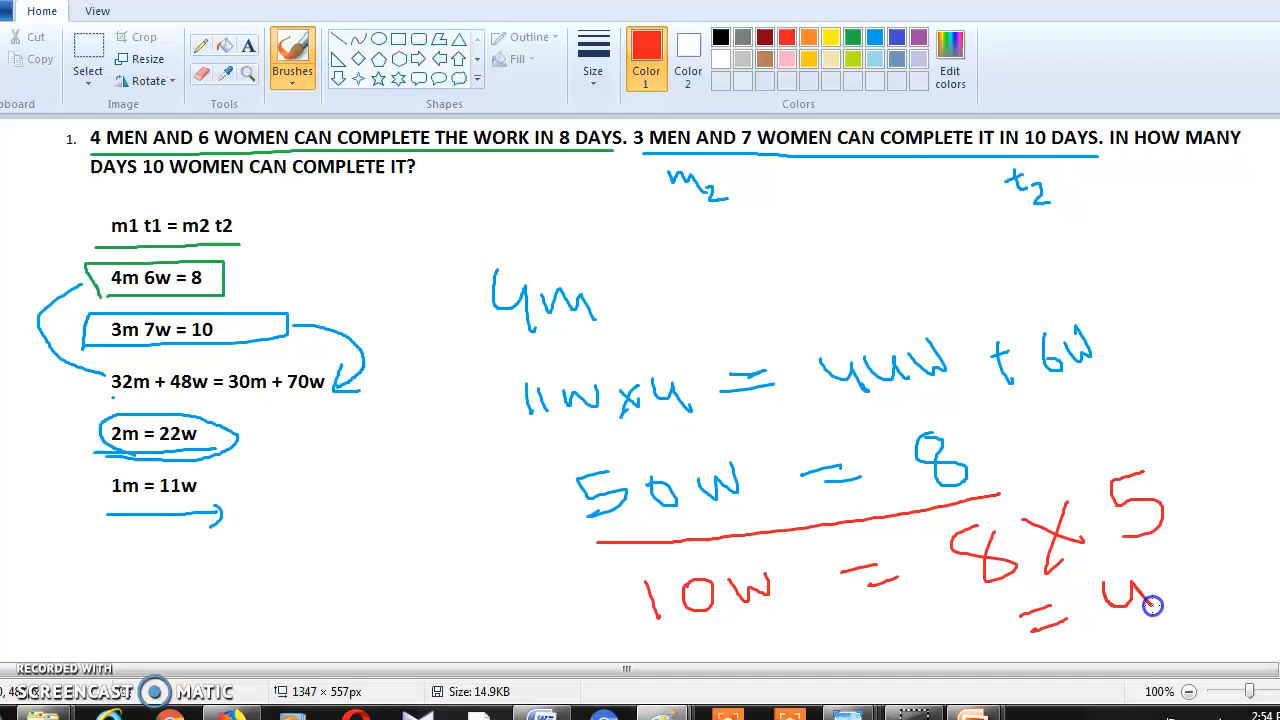 Home View
Cut
Copy
Select
Crop
Resize
Rotate
Brushes
Outline
Fill
Size
Color 1
Color 2
Edit colors
Image
Tools
Shapes
Colors
1. 4 MEN AND 6 WOMEN CAN COMPLETE THE WORK IN 8 DAYS. 3 MEN AND 7 WOMEN CAN COMPLETE IT IN 10 DAYS. IN HOW MANY
DAYS 10 WOMEN CAN COMPLETE IT?
m2 t2
m1 t1 = m2 t2
4m 6w = 8
3m 7w = 10
32m + 48w = 30m + 70w
2m = 22w
1m = 11w
4m
11w x 4 = 44w + 6w
50w = 8
10w = 8 x 5
= 4
RECORDED WITH
SCREENCAST MATIC
1347 × 557px
Size: 14.9KB
100%